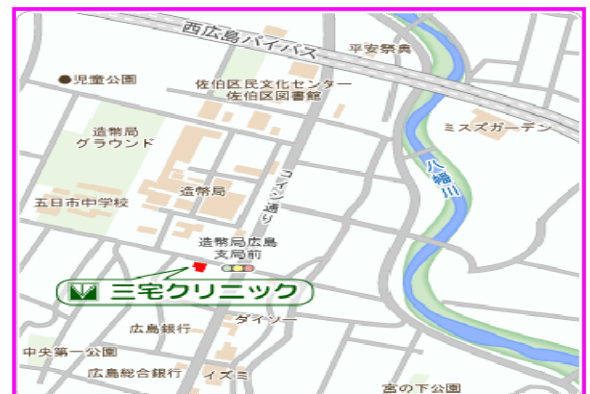 西広島バイパス
平安祭典
●児童公園
佐伯区民文化センター
佐伯区図書館
造幣局
グラウンド
ミスズガーデン
八幡川
造幣局
コイン通り
五日市中学校
造幣局広島
支局前
三宅クリニック
ダイソー
広島銀行
中央第一公園
広島総合銀行
イズミ
宮の下公園